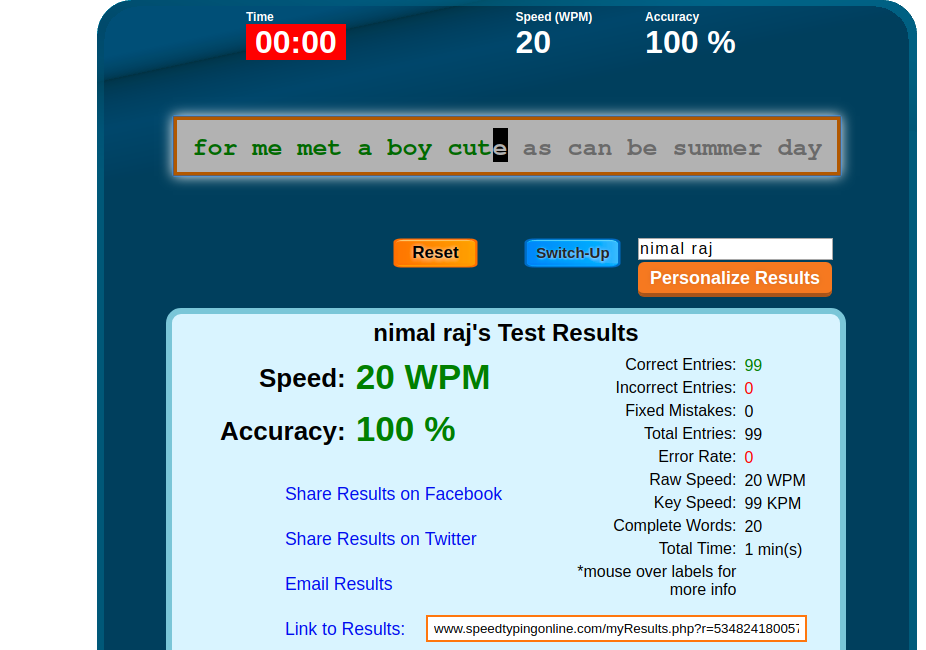 Time Speed (WPM) Accuracy
00:00 20 100 %
for me met a boy cute as can be summer day
Reset Switch-Up nimal raj
Personalize Results
nimal raj's Test Results
Speed: 20 WPM
Accuracy: 100 %
Correct Entries: 99
Incorrect Entries: 0
Fixed Mistakes: 0
Total Entries: 99
Error Rate: 0
Raw Speed: 20 WPM
Key Speed: 99 KPM
Complete Words: 20
Total Time: 1 min(s)
*mouse over labels for
more info
Share Results on Facebook
Share Results on Twitter
Email Results
Link to Results: www.speedtypingonline.com/myResults.php?r=534824180057